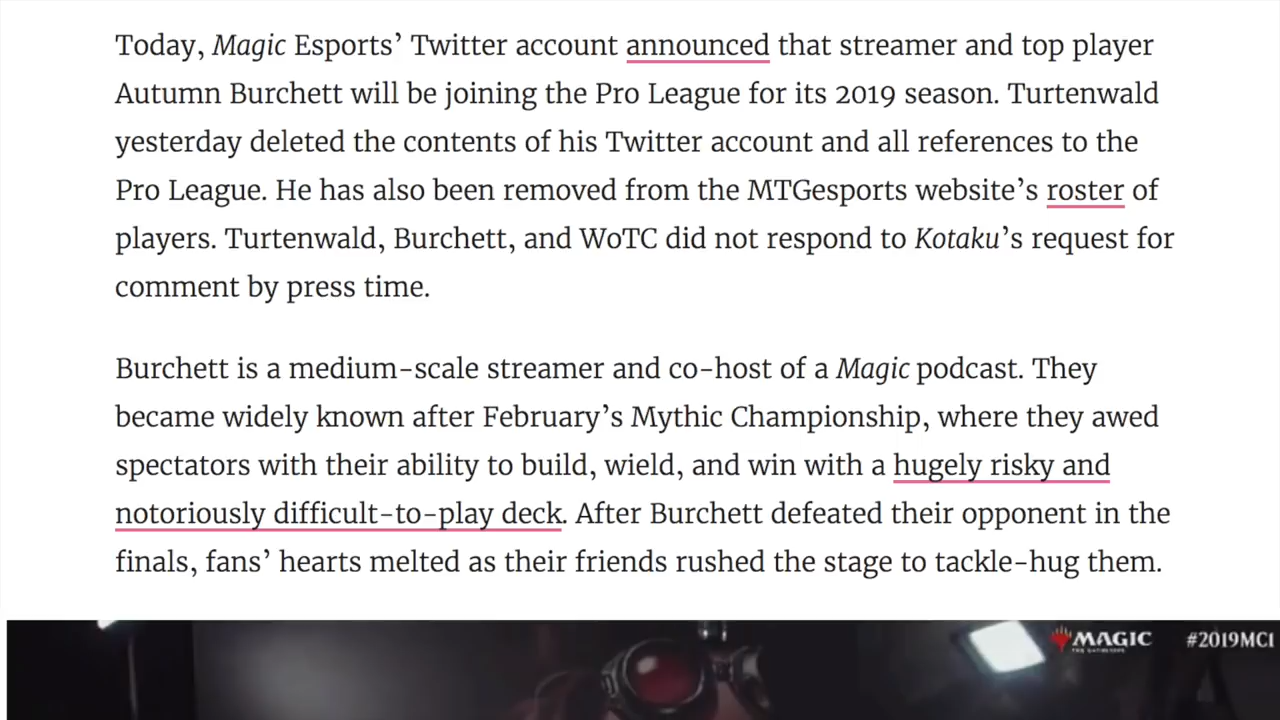 Today, Magic Esports’ Twitter account announced that streamer and top player
Autumn Burchett will be joining the Pro League for its 2019 season. Turtenwald
yesterday deleted the contents of his Twitter account and all references to the
Pro League. He has also been removed from the MTGesports website’s roster of
players. Turtenwald, Burchett, and WoTC did not respond to Kotaku’s request for
comment by press time.
Burchett is a medium-scale streamer and co-host of a Magic podcast. They
became widely known after February’s Mythic Championship, where they awed
spectators with their ability to build, wield, and win with a hugely risky and
notoriously difficult-to-play deck. After Burchett defeated their opponent in the
finals, fans’ hearts melted as their friends rushed the stage to tackle-hug them.
MAGIC #2019MC1
THE GATHERING